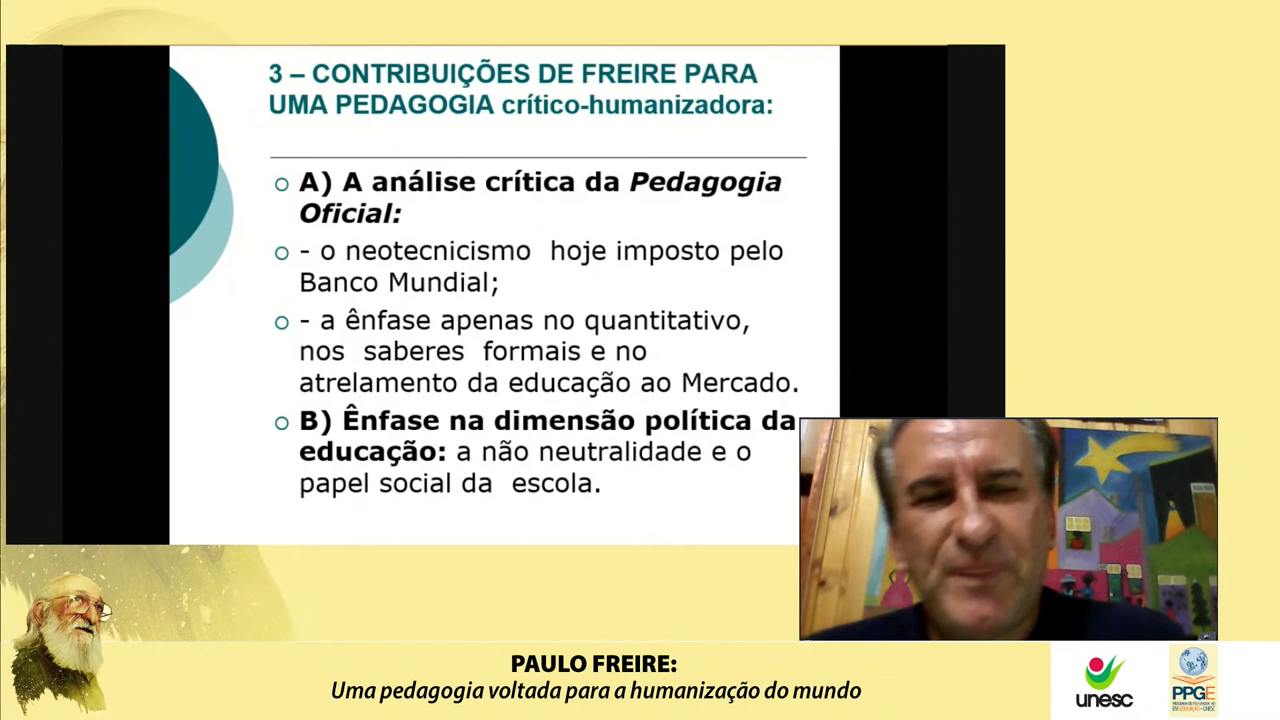 3 – CONTRIBUIÇÕES DE FREIRE PARA
UMA PEDAGOGIA crítico-humanizadora:
A) A análise crítica da Pedagogia
Oficial:
- o neotecnicismo hoje imposto pelo
Banco Mundial;
- a ênfase apenas no quantitativo,
nos saberes formais e no
atrelamento da educação ao Mercado.
B) Ênfase na dimensão política da
educação: a não neutralidade e o
papel social da escola.
PAULO FREIRE:
Uma pedagogia voltada para a humanização do mundo
unesc
PPGE